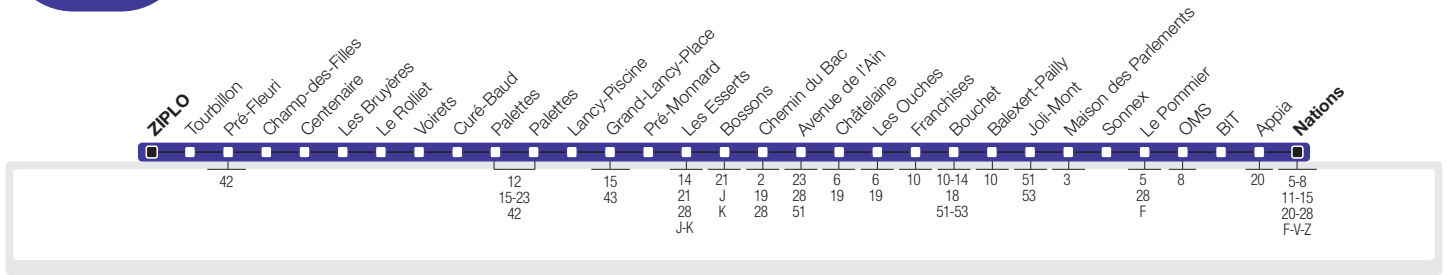 ZIPLO
Tourbillon
Pré-Fleuri
Champ-des-Filles
Centenaire
Les Bruyères
Le Rolliet
Voirets
Curé-Baud
Palettes
Palettes
Lancy-Piscine
Grand-Lancy-Place
Pré-Monnard
Les Esserts
Bossons
Chemin du Bac
Avenue de l'Ain
Châtelaine
Les Ouches
Franchises
Bouchet
Balexert-Pailly
Joli-Mont
Maison des Parlements
Sonnex
Le Pommier
OMS
BIT
Appia
Nations
42
12
15-23
42
15
43
14
21
28
J-K
21
J
K
2
19
28
23
28
51
6
19
6
19
10
10-14
18
51-53
10
51
53
3
5
28
F
8
20
5-8
11-15
20-28
F-V-Z